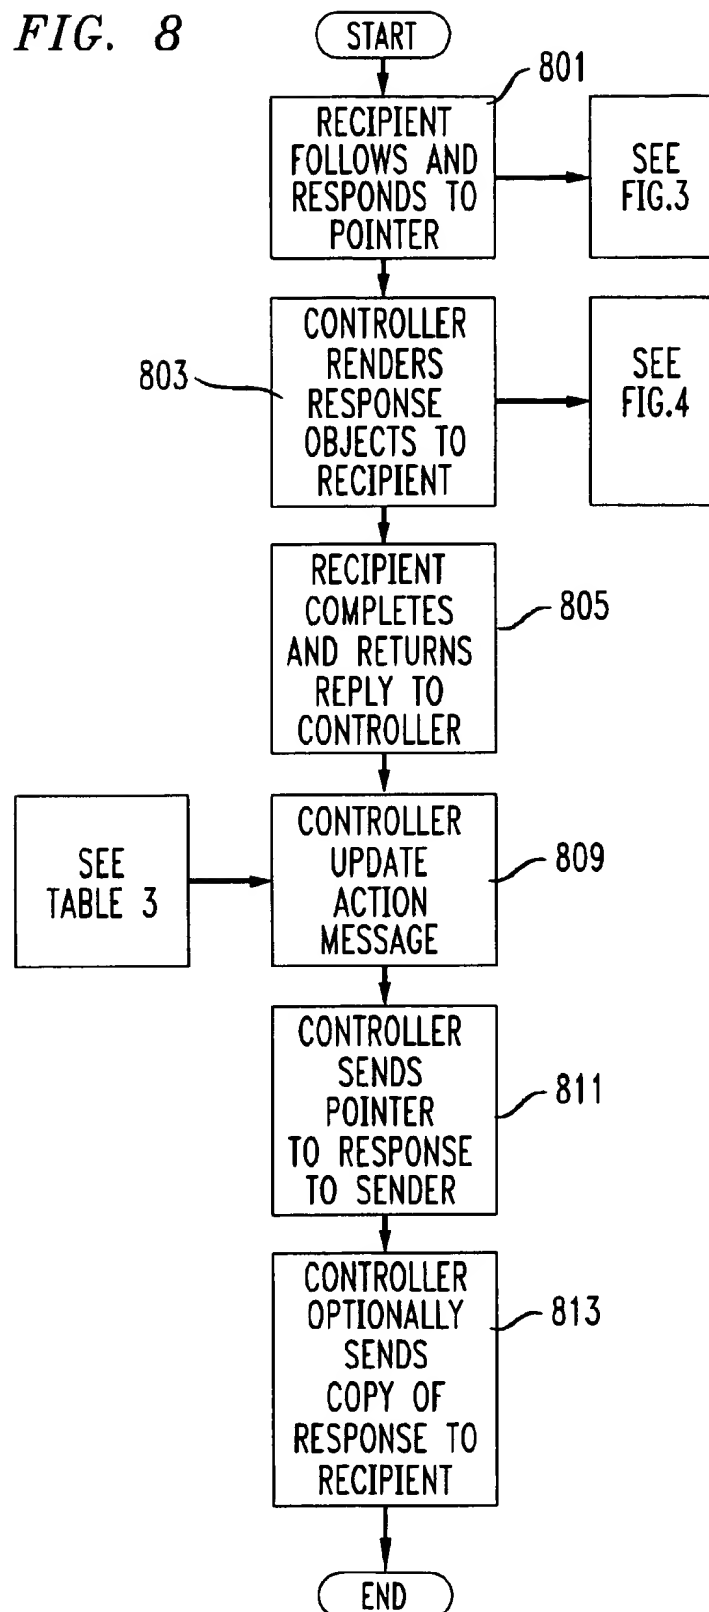 FIG. 8
START
801
RECIPIENT
FOLLOWS AND
RESPONDS TO
POINTER
SEE
FIG.3
803
CONTROLLER
RENDERS
RESPONSE
OBJECTS TO
RECIPIENT
SEE
FIG.4
RECIPIENT
COMPLETES
AND RETURNS
REPLY TO
CONTROLLER
805
SEE
TABLE 3
CONTROLLER
UPDATE
ACTION
MESSAGE
809
CONTROLLER
SENDS
POINTER
TO RESPONSE
TO SENDER
811
CONTROLLER
OPTIONALLY
SENDS
COPY OF
RESPONSE TO
RECIPIENT
813
END